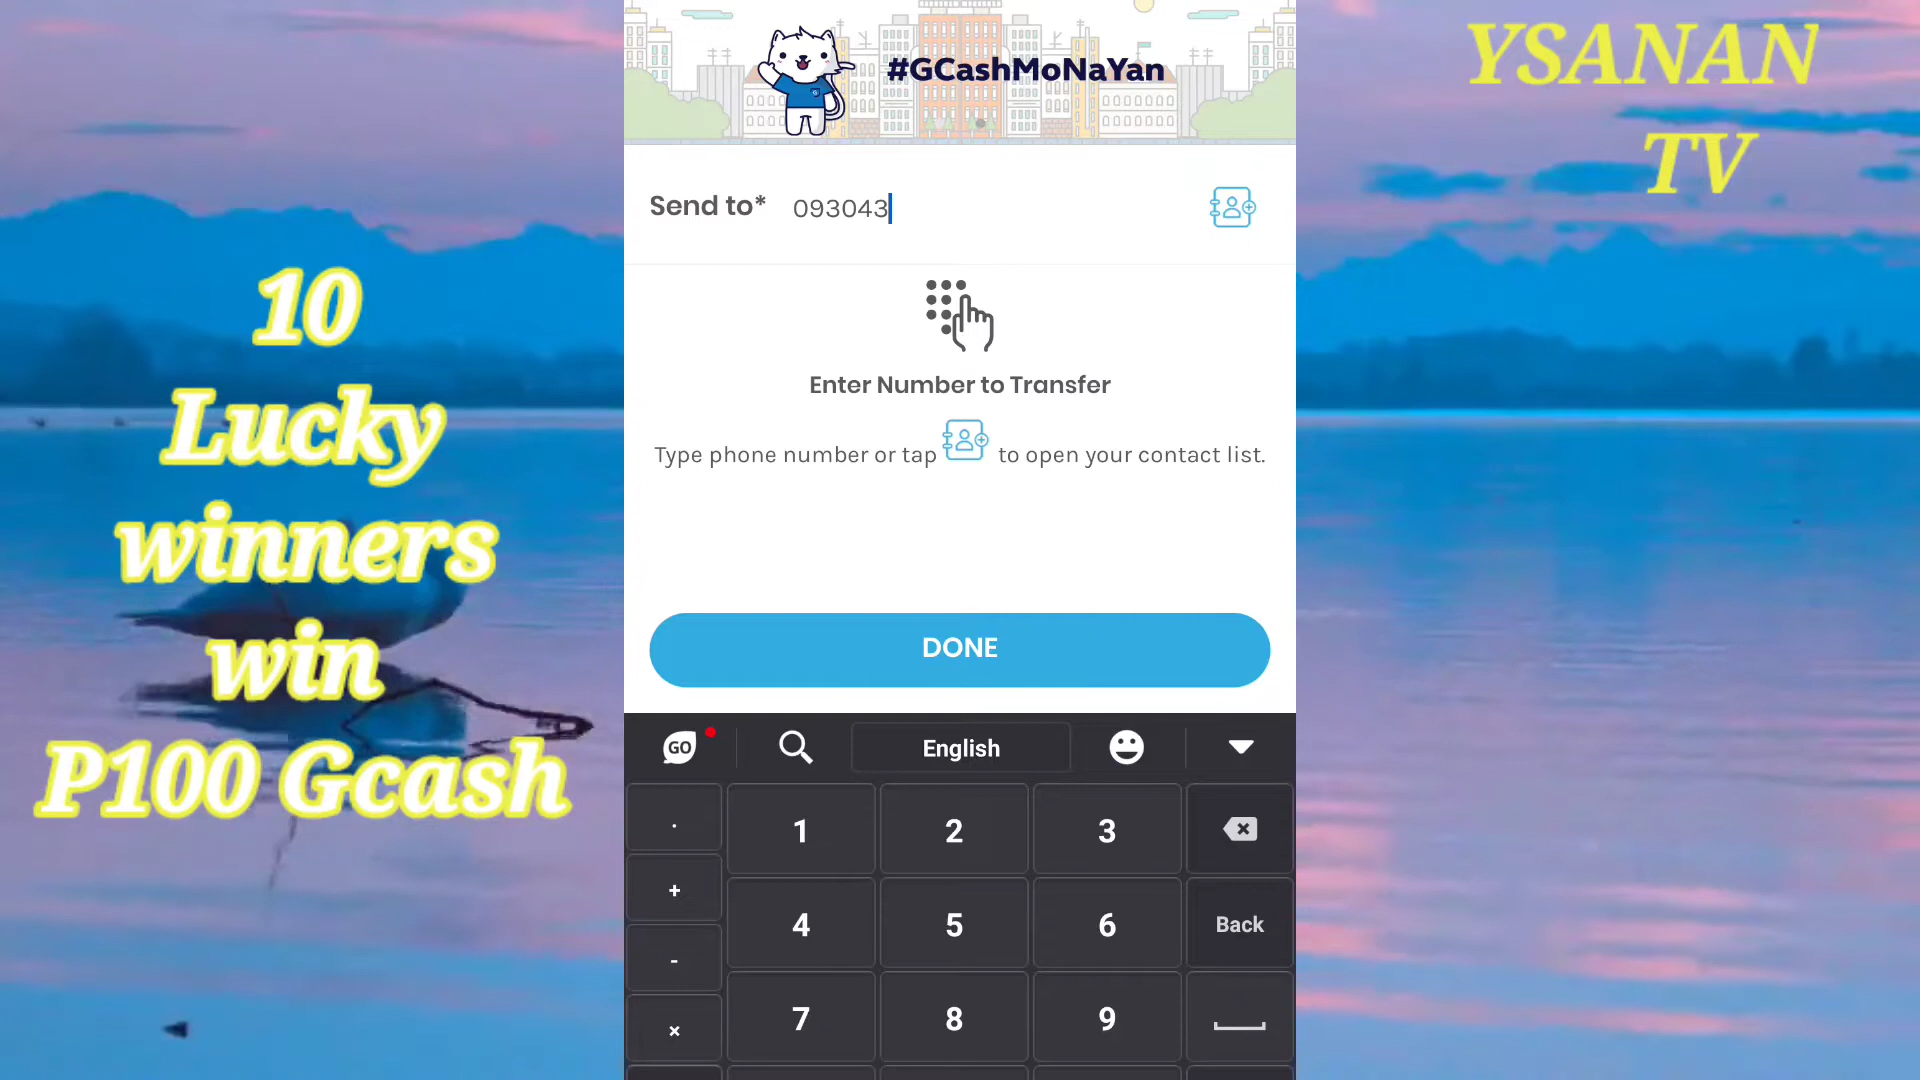 YSANAN
TV
10
Lucky
winners
win
P100 Gcash
#GCashMoNaYan
Send to* 093043
Enter Number to Transfer
Type phone number or tap to open your contact list.
DONE
GO English
. 1 2 3
+ 4 5 6 Back
- 7 8 9
×